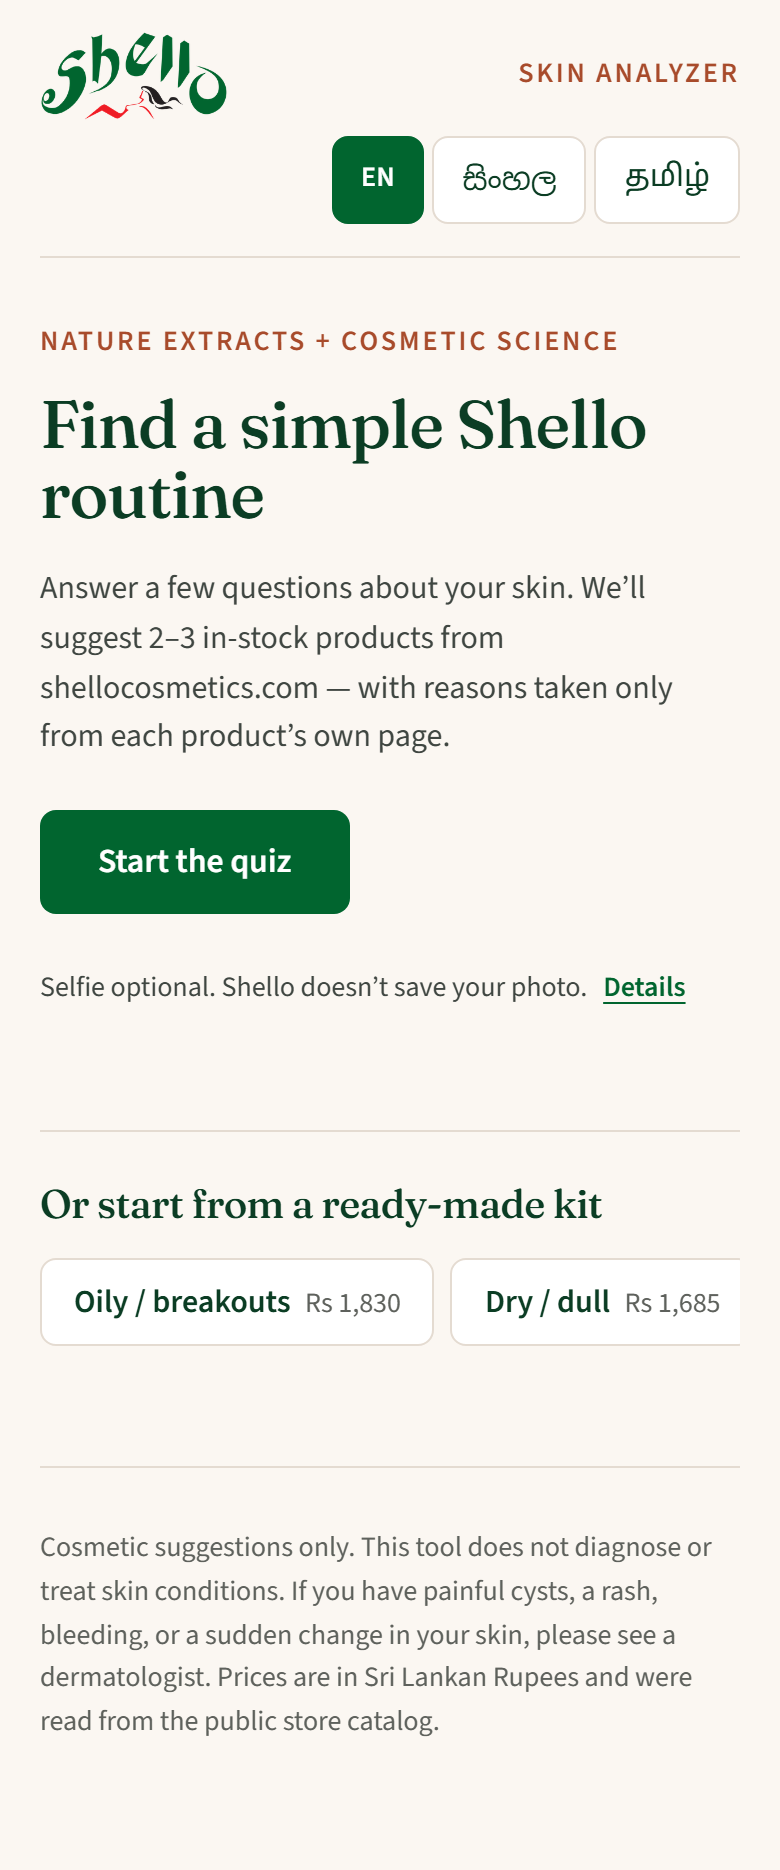 Shello
SKIN ANALYZER
EN
සිංහල
தமிழ்
NATURE EXTRACTS + COSMETIC SCIENCE
Find a simple Shello
routine
Answer a few questions about your skin. We’ll
suggest 2–3 in-stock products from
shellocosmetics.com — with reasons taken only
from each product’s own page.
Start the quiz
Selfie optional. Shello doesn’t save your photo. Details
Or start from a ready-made kit
Oily / breakouts Rs 1,830
Dry / dull Rs 1,685
Cosmetic suggestions only. This tool does not diagnose or
treat skin conditions. If you have painful cysts, a rash,
bleeding, or a sudden change in your skin, please see a
dermatologist. Prices are in Sri Lankan Rupees and were
read from the public store catalog.